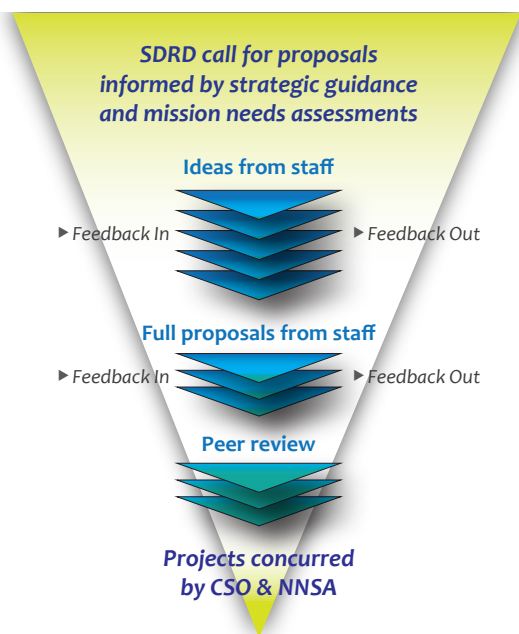 SDRD call for proposals
informed by strategic guidance
and mission needs assessments
Ideas from staff
Feedback In
Feedback Out
Full proposals from staff
Feedback In
Feedback Out
Peer review
Projects concurred
by CSO & NNSA